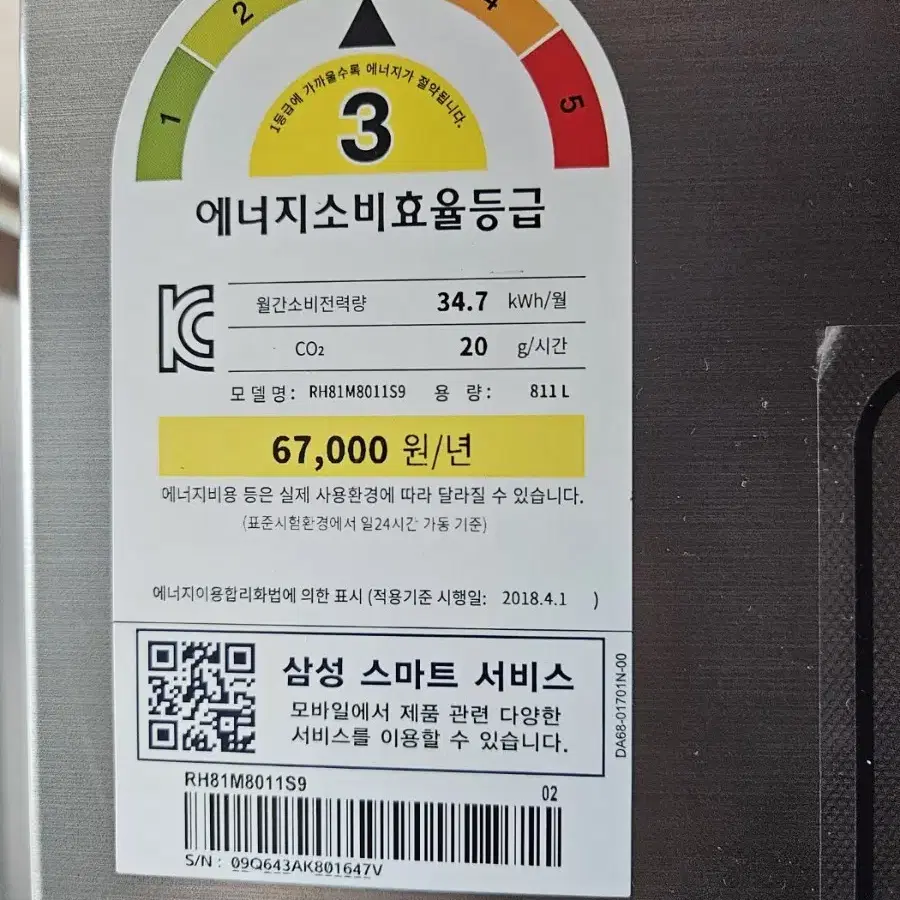 1 2 4 5
1등급에 가까울수록 에너지가 절약됩니다.
3
에너지소비효율등급
월간소비전력량 34.7 kWh/월
CO₂ 20 g/시간
모델명: RH81M8011S9 용 량: 811 L
67,000 원/년
에너지비용 등은 실제 사용환경에 따라 달라질 수 있습니다.
(표준시험환경에서 일24시간 가동 기준)
에너지이용합리화법에 의한 표시 (적용기준 시행일: 2018.4.1 )
삼성 스마트 서비스
모바일에서 제품 관련 다양한
서비스를 이용할 수 있습니다.
DA68-01701N-00
RH81M8011S9 02
S/N : 09Q643AK801647V